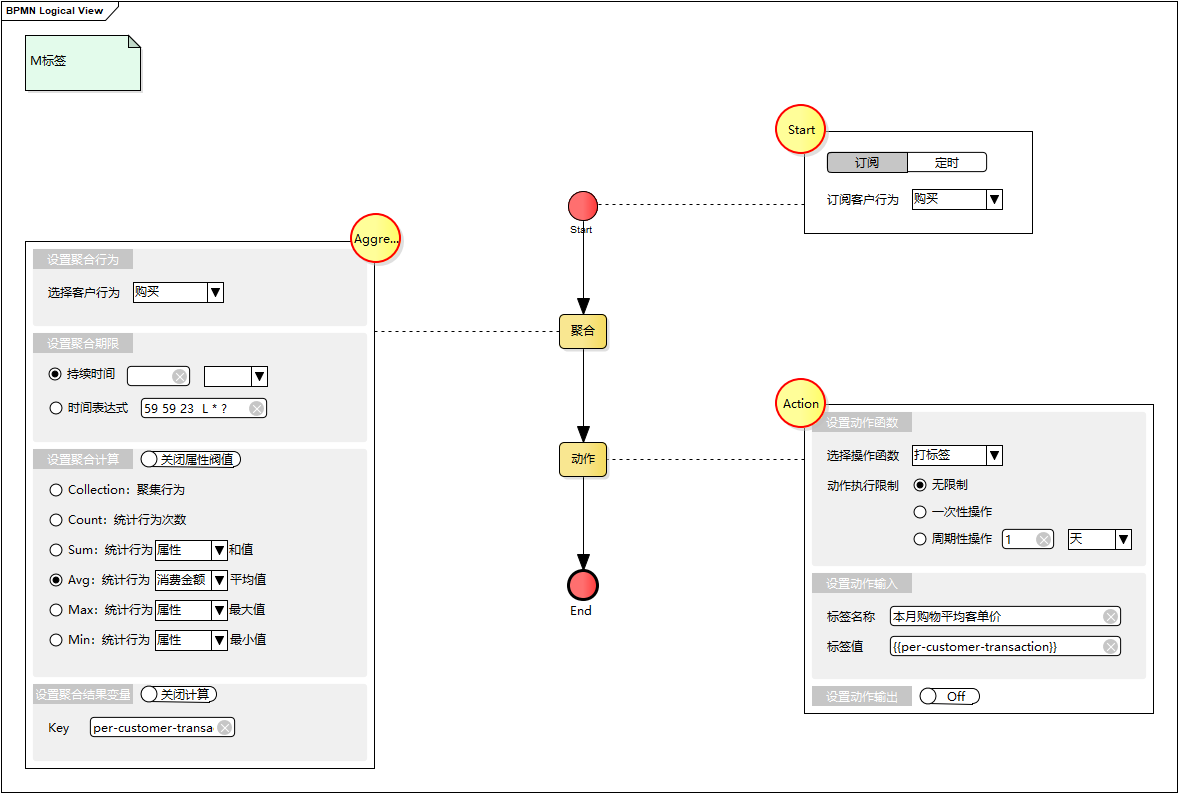 BPMN Logical View
M标签
Start
订阅 定时
订阅客户行为 购买
Start
Aggre...
设置聚合行为
选择客户行为 购买
设置聚合期限
持续时间
时间表达式 59 59 23 L * ?
设置聚合计算 关闭属性阀值
Collection：聚集行为
Count：统计行为次数
Sum：统计行为 属性 和值
Avg：统计行为 消费金额 平均值
Max：统计行为 属性 最大值
Min：统计行为 属性 最小值
设置聚合结果变量 关闭计算
Key per-customer-transa
聚合
动作
End
Action
设置动作函数
选择操作函数 打标签
动作执行限制 无限制
一次性操作
周期性操作 1 天
设置动作输入
标签名称 本月购物平均客单价
标签值 {{per-customer-transaction}}
设置动作输出 Off